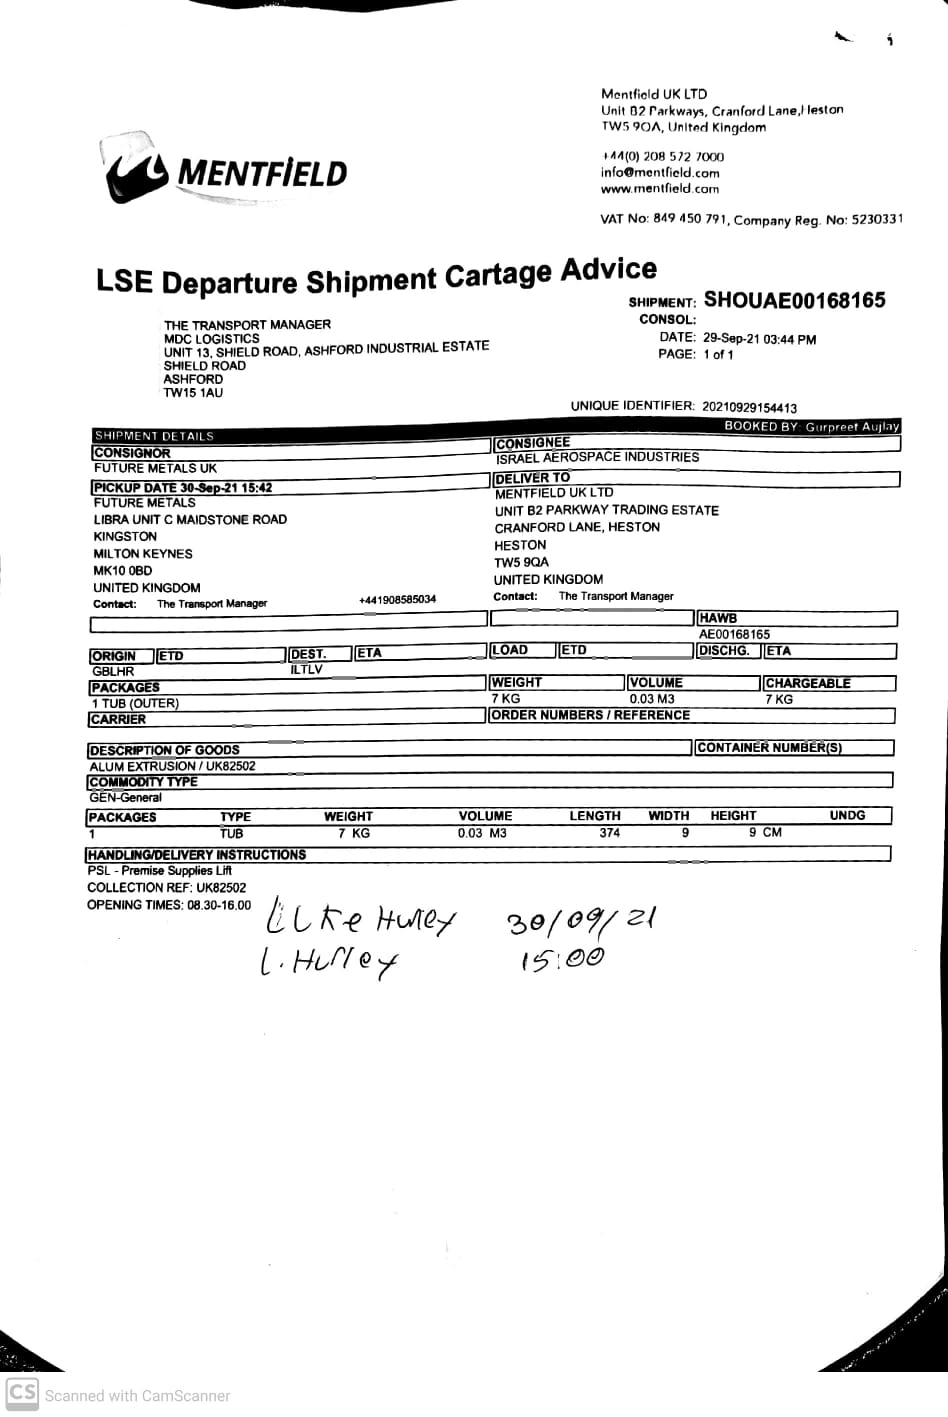 Mentfield UK LTD
Unit B2 Parkways, Cranford Lane, Heston
TW5 9QA, United Kingdom
+44(0) 208 572 7000
info@mentfield.com
www.mentfield.com
VAT No: 849 450 791, Company Reg. No: 5230331
MENTFIELD
LSE Departure Shipment Cartage Advice
SHIPMENT: SHOUAE00168165
CONSOL:
DATE: 29-Sep-21 03:44 PM
PAGE: 1 of 1
THE TRANSPORT MANAGER
MDC LOGISTICS
UNIT 13, SHIELD ROAD, ASHFORD INDUSTRIAL ESTATE
SHIELD ROAD
ASHFORD
TW15 1AU
UNIQUE IDENTIFIER: 20210929154413
SHIPMENT DETAILS BOOKED BY: Gurpreet Aujlay
CONSIGNOR CONSIGNEE
FUTURE METALS UK ISRAEL AEROSPACE INDUSTRIES
PICKUP DATE 30-Sep-21 15:42 DELIVER TO
FUTURE METALS MENTFIELD UK LTD
LIBRA UNIT C MAIDSTONE ROAD UNIT B2 PARKWAY TRADING ESTATE
KINGSTON CRANFORD LANE, HESTON
MILTON KEYNES HESTON
MK10 0BD TW5 9QA
UNITED KINGDOM UNITED KINGDOM
Contact: The Transport Manager +441908585034 Contact: The Transport Manager
HAWB
AE00168165
ORIGIN ETD DEST. ETA LOAD ETD DISCHG. ETA
GBLHR ILTLV
PACKAGES WEIGHT VOLUME CHARGEABLE
1 TUB (OUTER) 7 KG 0.03 M3 7 KG
CARRIER ORDER NUMBERS / REFERENCE
DESCRIPTION OF GOODS CONTAINER NUMBER(S)
ALUM EXTRUSION / UK82502
COMMODITY TYPE
GEN-General
PACKAGES TYPE WEIGHT VOLUME LENGTH WIDTH HEIGHT UNDG
1 TUB 7 KG 0.03 M3 374 9 9 CM
HANDLING/DELIVERY INSTRUCTIONS
PSL - Premise Supplies Lift
COLLECTION REF: UK82502
OPENING TIMES: 08.30-16.00
Huley 30/09/21
L. Hurley 15:00
CS Scanned with CamScanner